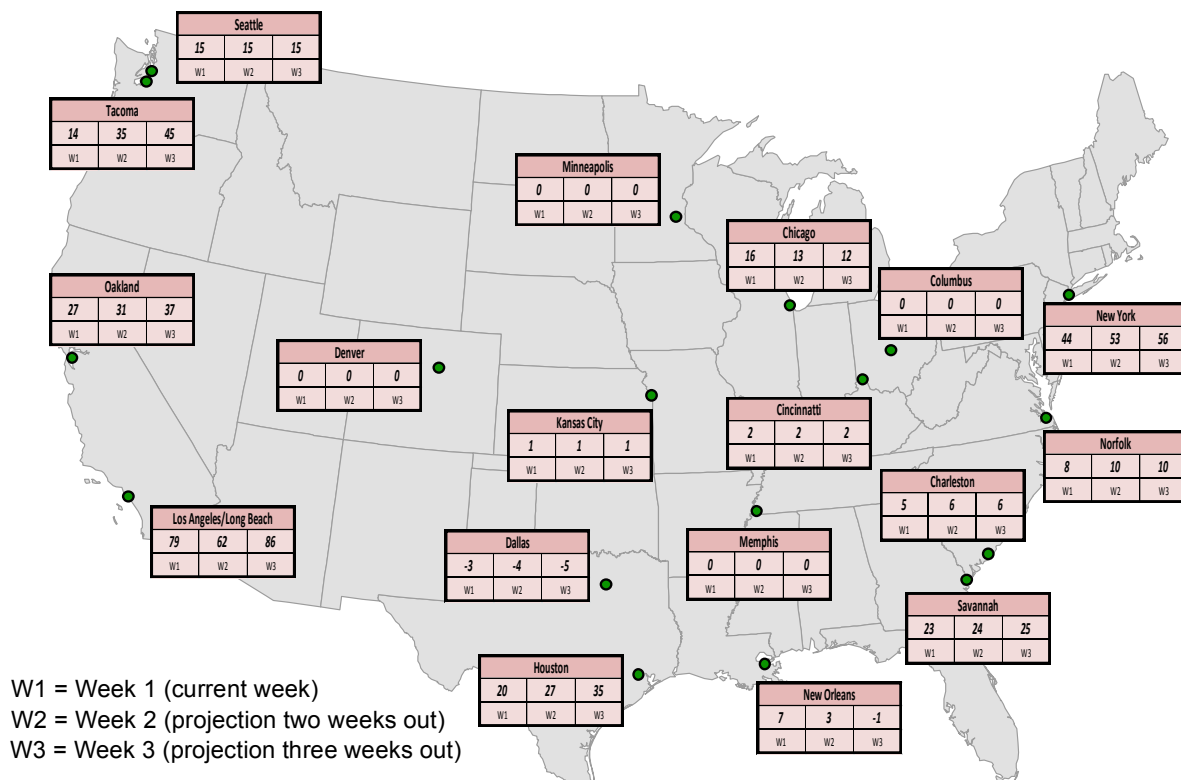 Seattle
15 15 15
W1 W2 W3
Tacoma
14 35 45
W1 W2 W3
Minneapolis
0 0 0
W1 W2 W3
Chicago
16 13 12
W1 W2 W3
Columbus
0 0 0
W1 W2 W3
Oakland
27 31 37
W1 W2 W3
New York
44 53 56
W1 W2 W3
Denver
0 0 0
W1 W2 W3
Kansas City
1 1 1
W1 W2 W3
Cincinnatti
2 2 2
W1 W2 W3
Norfolk
8 10 10
W1 W2 W3
Charleston
5 6 6
W1 W2 W3
Los Angeles/Long Beach
79 62 86
W1 W2 W3
Dallas
-3 -4 -5
W1 W2 W3
Memphis
0 0 0
W1 W2 W3
Savannah
23 24 25
W1 W2 W3
Houston
20 27 35
W1 W2 W3
New Orleans
7 3 -1
W1 W2 W3
W1 = Week 1 (current week)
W2 = Week 2 (projection two weeks out)
W3 = Week 3 (projection three weeks out)